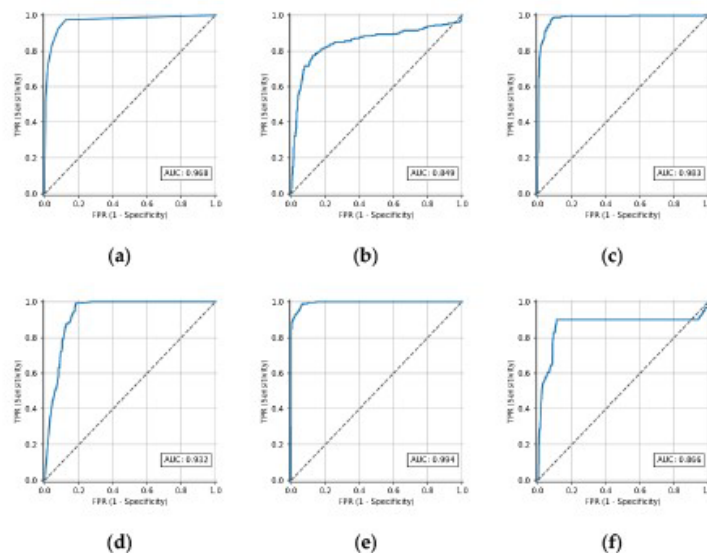 1.0
0.8
0.6
0.4
0.2
0.0
TPR (Sensitivity)
AUC: 0.968
0.0 0.2 0.4 0.6 0.8 1.0
FPR (1 - Specificity)
(a)
1.0
0.8
0.6
0.4
0.2
0.0
TPR (Sensitivity)
AUC: 0.849
0.0 0.2 0.4 0.6 0.8 1.0
FPR (1 - Specificity)
(b)
1.0
0.8
0.6
0.4
0.2
0.0
TPR (Sensitivity)
AUC: 0.983
0.0 0.2 0.4 0.6 0.8 1.0
FPR (1 - Specificity)
(c)
1.0
0.8
0.6
0.4
0.2
0.0
TPR (Sensitivity)
AUC: 0.932
0.0 0.2 0.4 0.6 0.8 1.0
FPR (1 - Specificity)
(d)
1.0
0.8
0.6
0.4
0.2
0.0
TPR (Sensitivity)
AUC: 0.994
0.0 0.2 0.4 0.6 0.8 1.0
FPR (1 - Specificity)
(e)
1.0
0.8
0.6
0.4
0.2
0.0
TPR (Sensitivity)
AUC: 0.866
0.0 0.2 0.4 0.6 0.8 1.0
FPR (1 - Specificity)
(f)